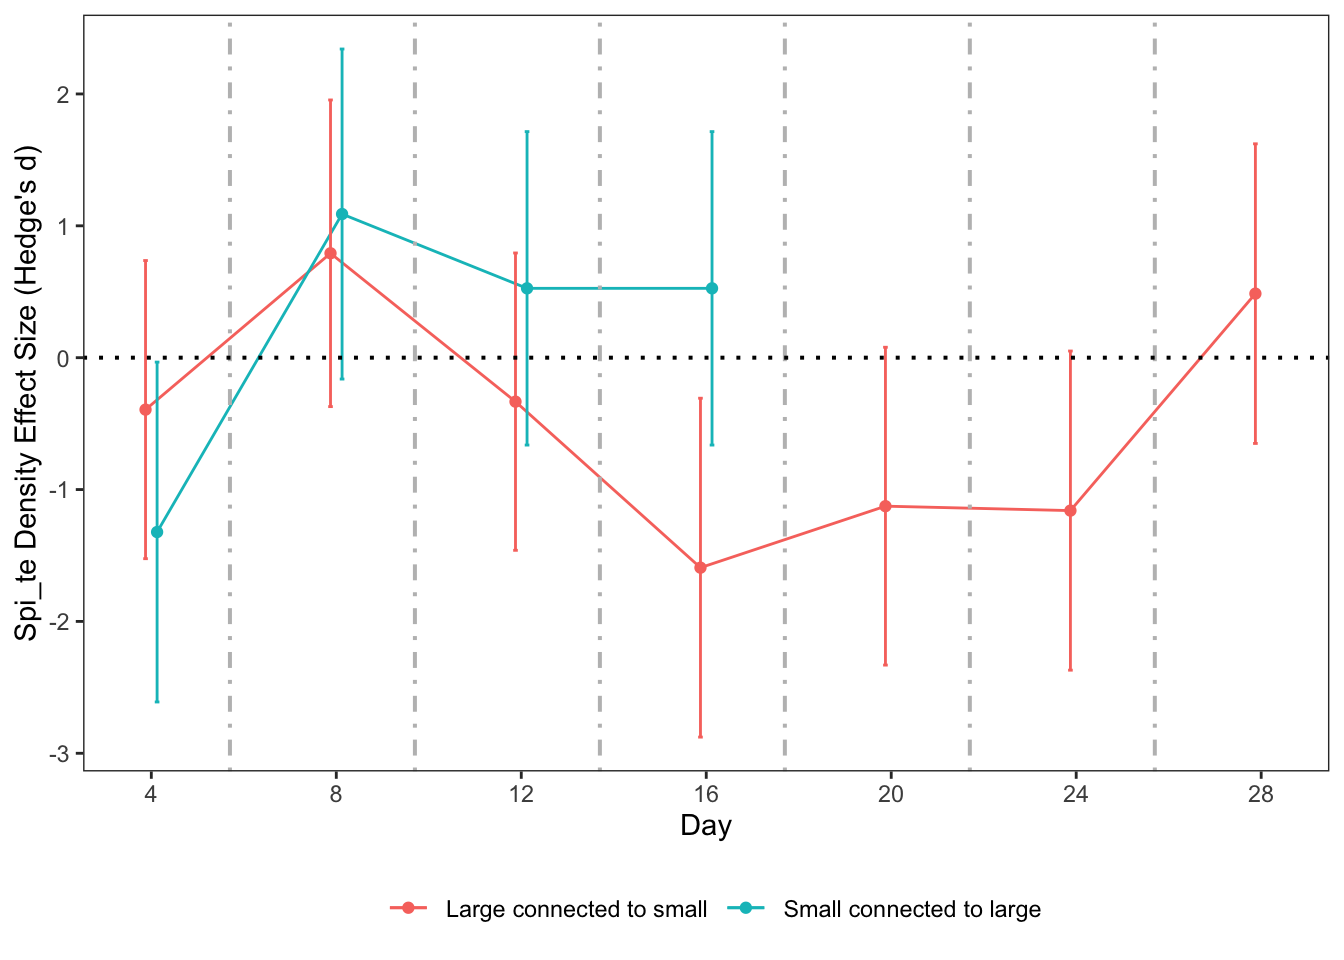 Spi_te Density Effect Size (Hedge's d)
2
1
0
-1
-2
-3
4 8 12 16 20 24 28
Day
Large connected to small Small connected to large